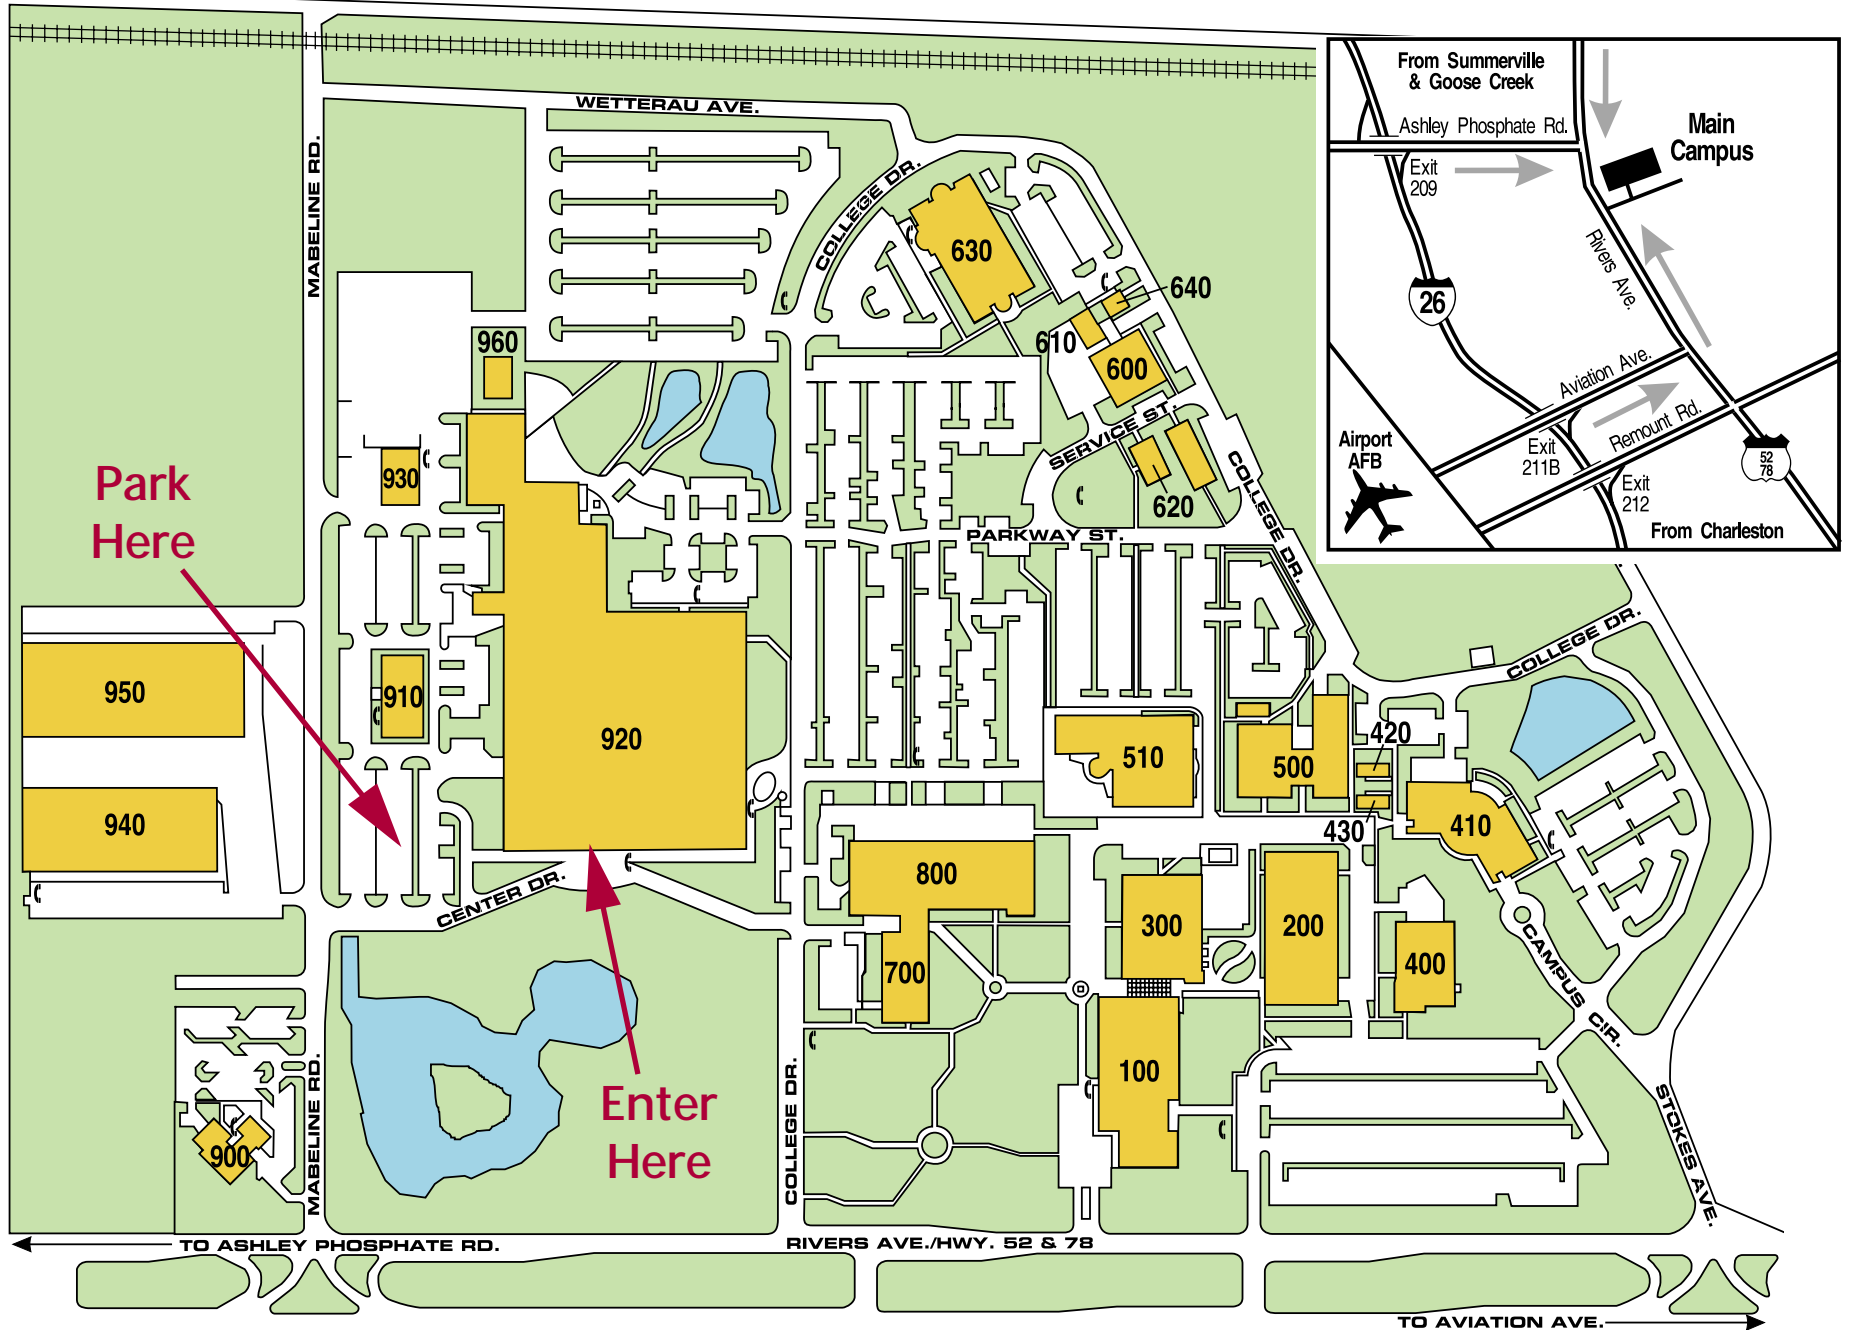 WETTERAU AVE.
MABELINE RD.
COLLEGE DR.
630
640
610
600
960
SERVICE ST.
930
620
COLLEGE DR.
PARKWAY ST.
Park
Here
COLLEGE DR.
950
910
920
510
500
420
430
410
940
CENTER DR.
800
300
200
400
700
CAMPUS CIR.
100
Enter
Here
900
MABELINE RD.
COLLEGE DR.
STOKES AVE.
TO ASHLEY PHOSPHATE RD.
RIVERS AVE./HWY. 52 & 78
TO AVIATION AVE.
From Summerville
& Goose Creek
Ashley Phosphate Rd.
Main
Campus
Exit
209
Rivers Ave.
26
Aviation Ave.
Remount Rd.
Airport
AFB
Exit
211B
52
78
Exit
212
From Charleston